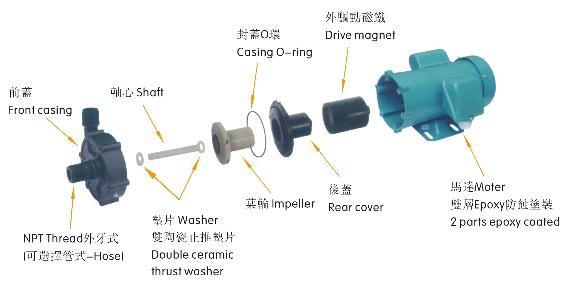 外驅動磁鐵
Drive magnet
封蓋O環
Casing O-ring
前蓋
Front casing
軸心 Shaft
葉輪 Impeller
後蓋
Rear cover
馬達Moter
雙層Epoxy防蝕塗裝
2 parts epoxy coated
NPT Thread外牙式
(可選擇管式-Hose)
墊片 Washer
雙陶瓷止推墊片
Double ceramic
thrust washer